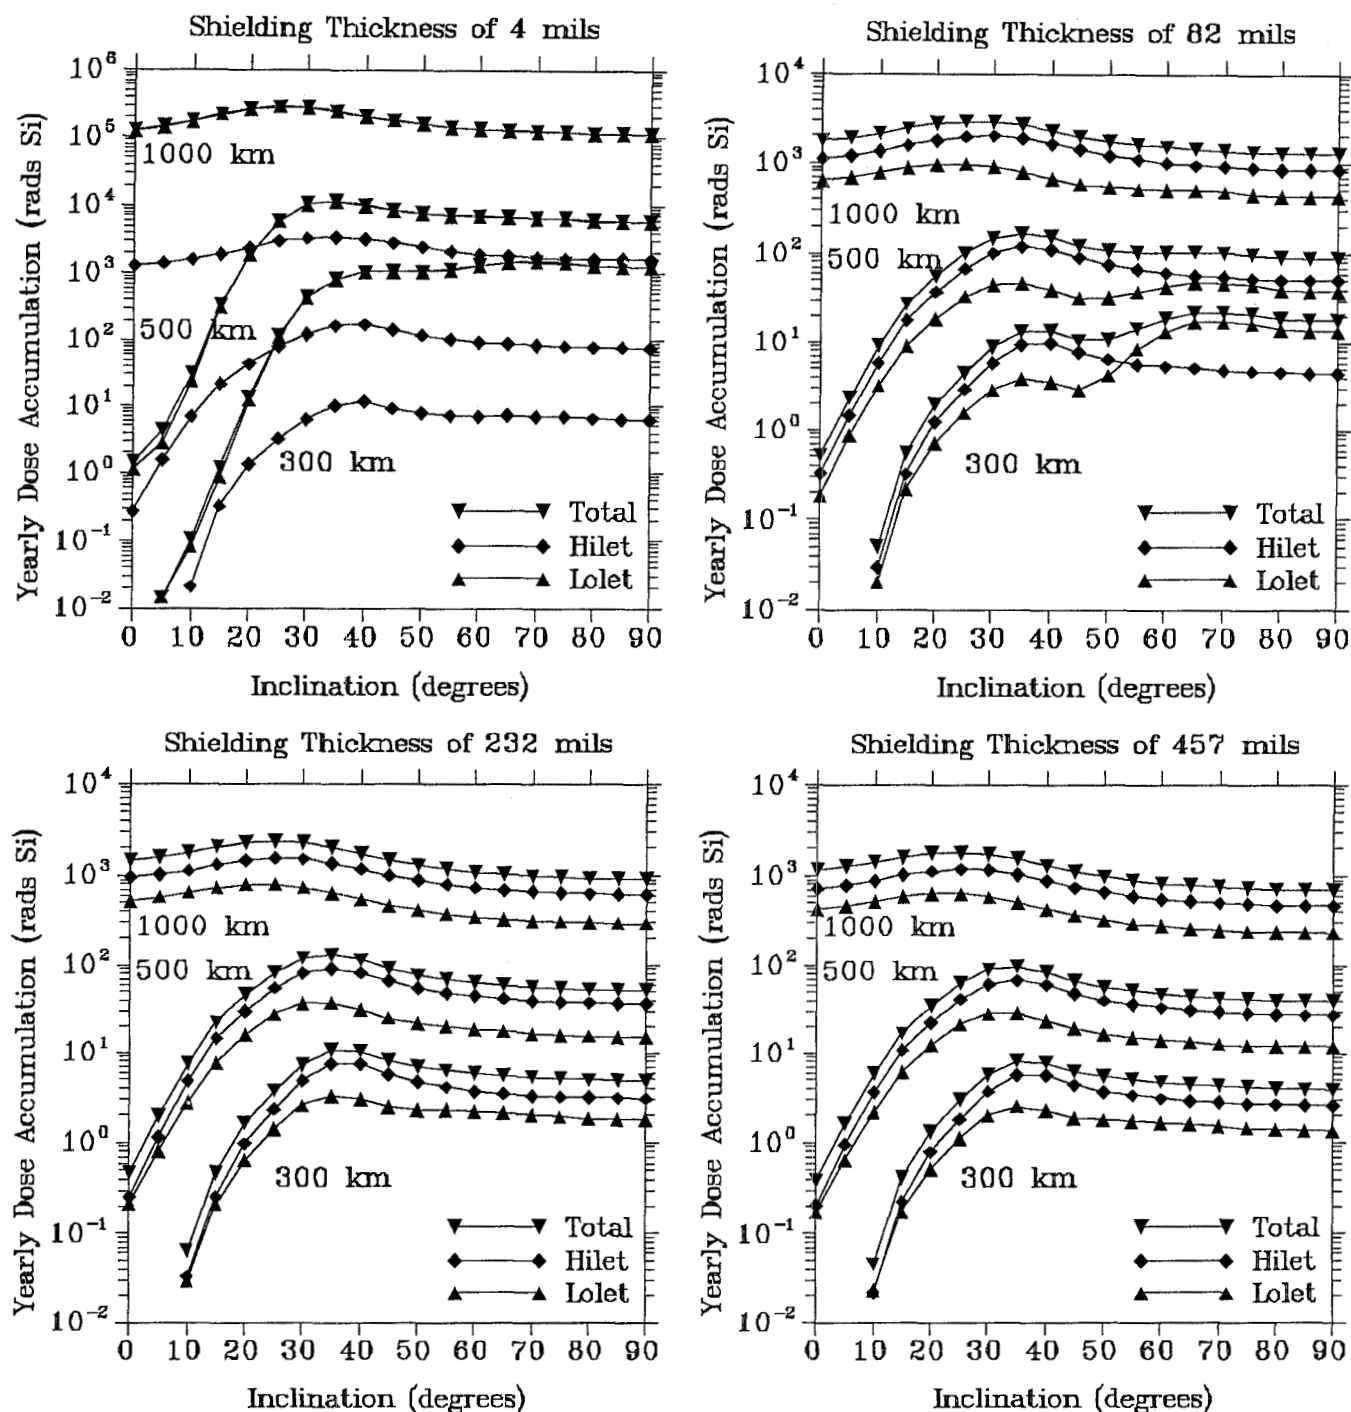 Shielding Thickness of 4 mils
Yearly Dose Accumulation (rads Si)
10^6
10^5
10^4
10^3
10^2
10^1
10^0
10^-1
10^-2
1000 km
500 km
300 km
Total
Hilet
Lolet
0 10 20 30 40 50 60 70 80 90
Inclination (degrees)
Shielding Thickness of 82 mils
Yearly Dose Accumulation (rads Si)
10^4
10^3
10^2
10^1
10^0
10^-1
10^-2
1000 km
500 km
300 km
Total
Hilet
Lolet
0 10 20 30 40 50 60 70 80 90
Inclination (degrees)
Shielding Thickness of 232 mils
Yearly Dose Accumulation (rads Si)
10^4
10^3
10^2
10^1
10^0
10^-1
10^-2
1000 km
500 km
300 km
Total
Hilet
Lolet
0 10 20 30 40 50 60 70 80 90
Inclination (degrees)
Shielding Thickness of 457 mils
Yearly Dose Accumulation (rads Si)
10^4
10^3
10^2
10^1
10^0
10^-1
10^-2
1000 km
500 km
300 km
Total
Hilet
Lolet
0 10 20 30 40 50 60 70 80 90
Inclination (degrees)